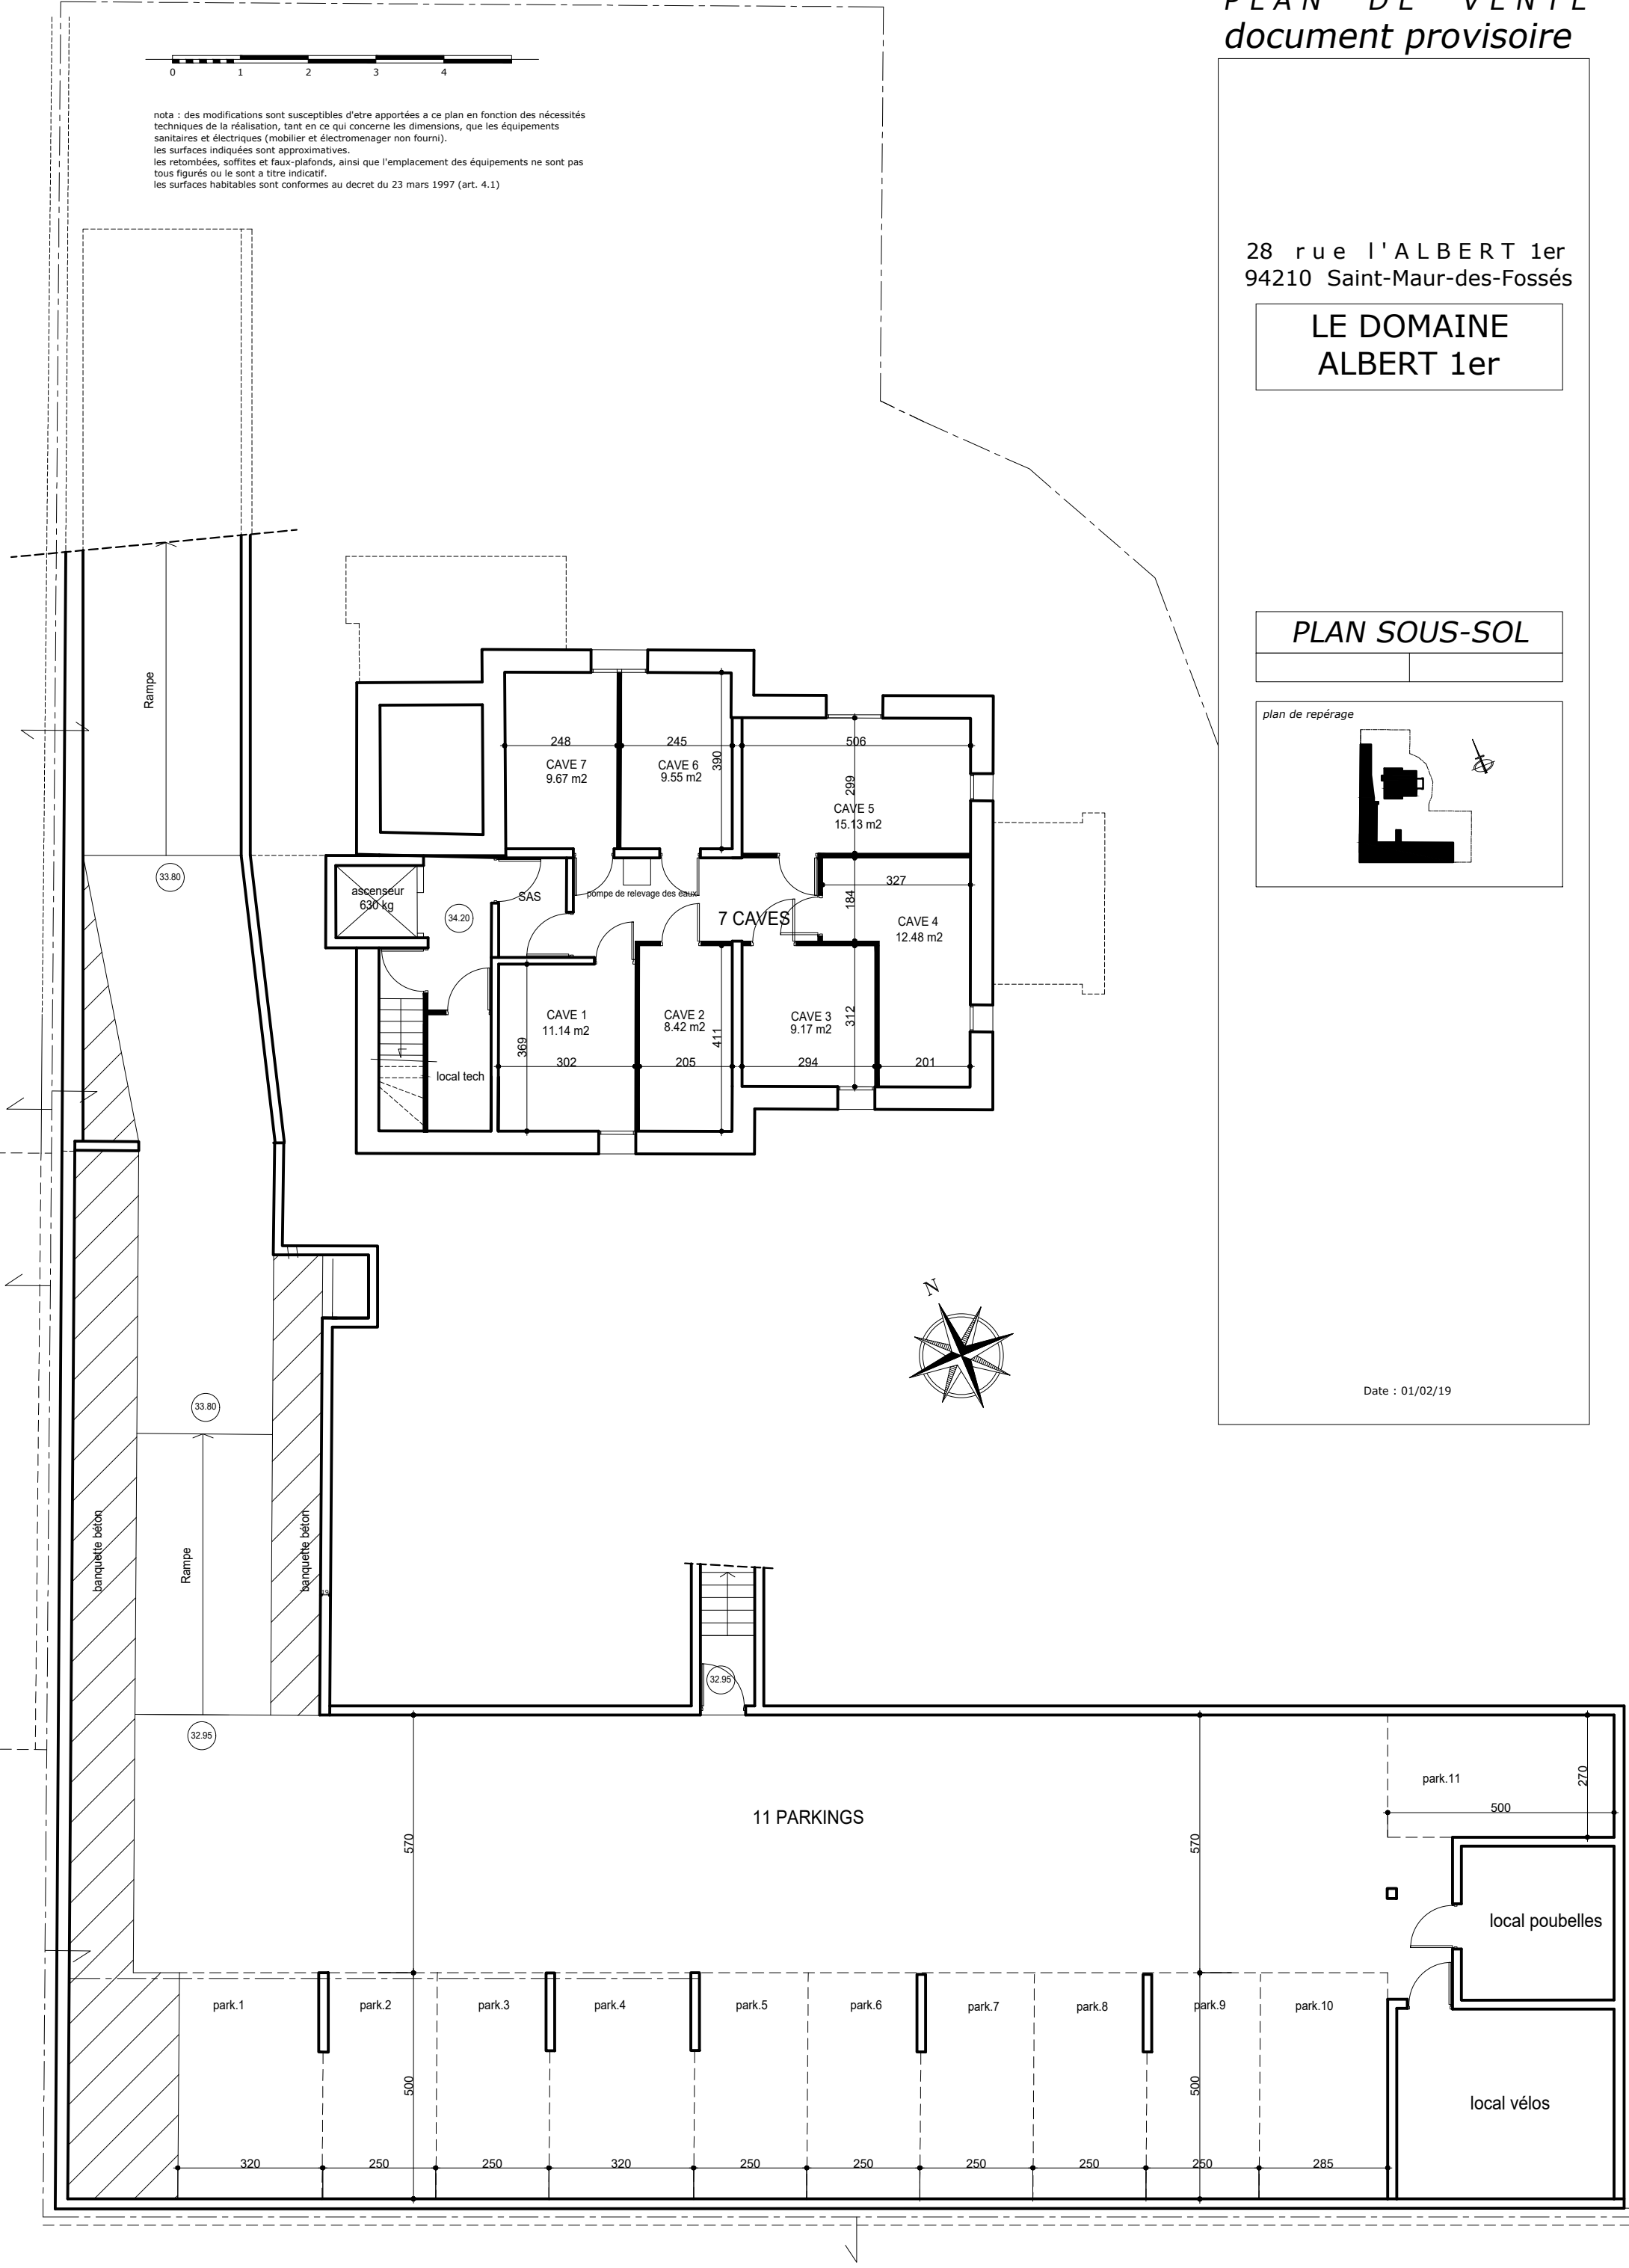 PLAN DE VENTE
document provisoire
0 1 2 3 4
nota : des modifications sont susceptibles d'etre apportées a ce plan en fonction des nécessités
techniques de la réalisation, tant en ce qui concerne les dimensions, que les équipements
sanitaires et électriques (mobilier et électromenager non fourni).
les surfaces indiquées sont approximatives.
les retombées, soffites et faux-plafonds, ainsi que l'emplacement des équipements ne sont pas
tous figurés ou le sont a titre indicatif.
les surfaces habitables sont conformes au decret du 23 mars 1997 (art. 4.1)
28 rue l'ALBERT 1er
94210 Saint-Maur-des-Fossés
LE DOMAINE
ALBERT 1er
PLAN SOUS-SOL
plan de repérage
Date : 01/02/19
Rampe
33.80
248
CAVE 7
9.67 m2
245
CAVE 6
9.55 m2
390
506
299
CAVE 5
15.13 m2
ascenseur
630 kg
34.20
SAS
pompe de relevage des eaux
7 CAVES
327
184
CAVE 4
12.48 m2
CAVE 1
11.14 m2
369
302
CAVE 2
8.42 m2
411
205
CAVE 3
9.17 m2
312
294
201
local tech
N
33.80
banquette béton
Rampe
banquette béton
32.95
32.95
11 PARKINGS
570
570
park.11
270
500
local poubelles
local vélos
park.1
park.2
park.3
park.4
park.5
park.6
park.7
park.8
park.9
park.10
500
500
320
250
250
320
250
250
250
250
250
285